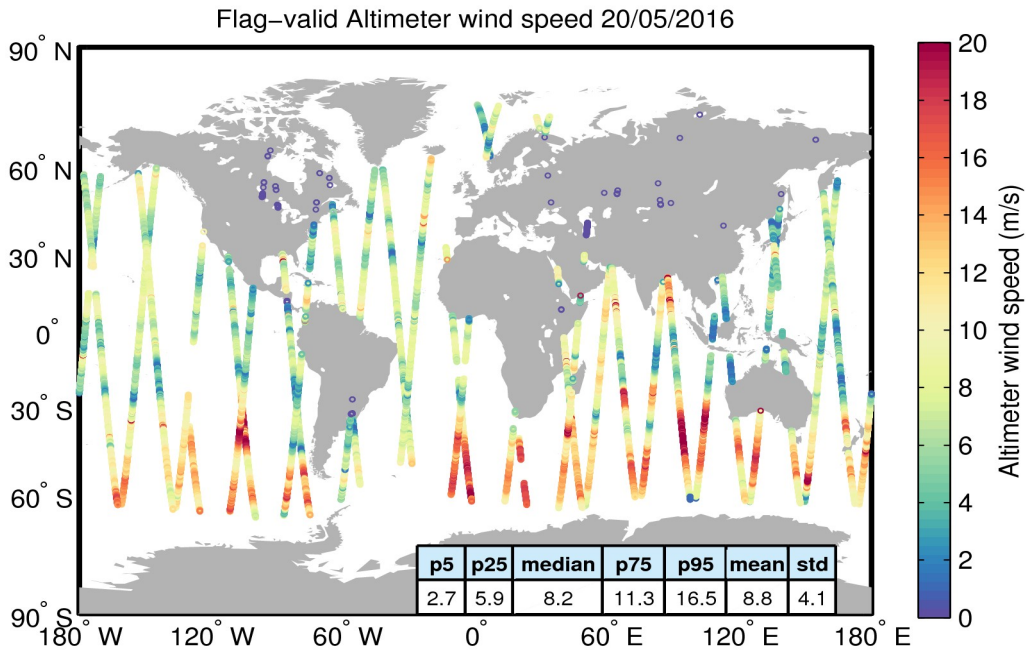 Flag−valid Altimeter wind speed 20/05/2016
90° N
60° N
30° N
0°
30° S
60° S
90° S
180° W
120° W
60° W
0°
60° E
120° E
180° E
p5 p25 median p75 p95 mean std
2.7 5.9 8.2 11.3 16.5 8.8 4.1
20
18
16
14
12
10
8
6
4
2
0
Altimeter wind speed (m/s)